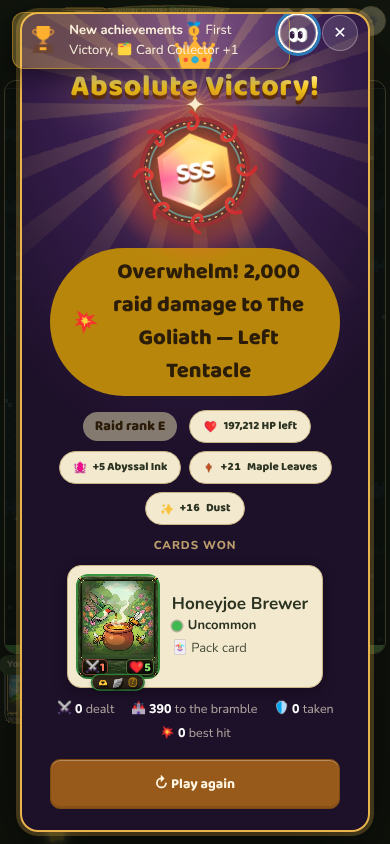 New achievements 🏅 First
Victory, 🗂️ Card Collector +1
✕
Absolute Victory!
SSS
Overwhelm! 2,000
raid damage to The
Goliath — Left
Tentacle
Raid rank E
197,212 HP left
+5 Abyssal Ink
+21 Maple Leaves
+16 Dust
CARDS WON
Honeyjoe Brewer
Uncommon
Pack card
1
5
0 dealt
390 to the bramble
0 taken
0 best hit
↻ Play again